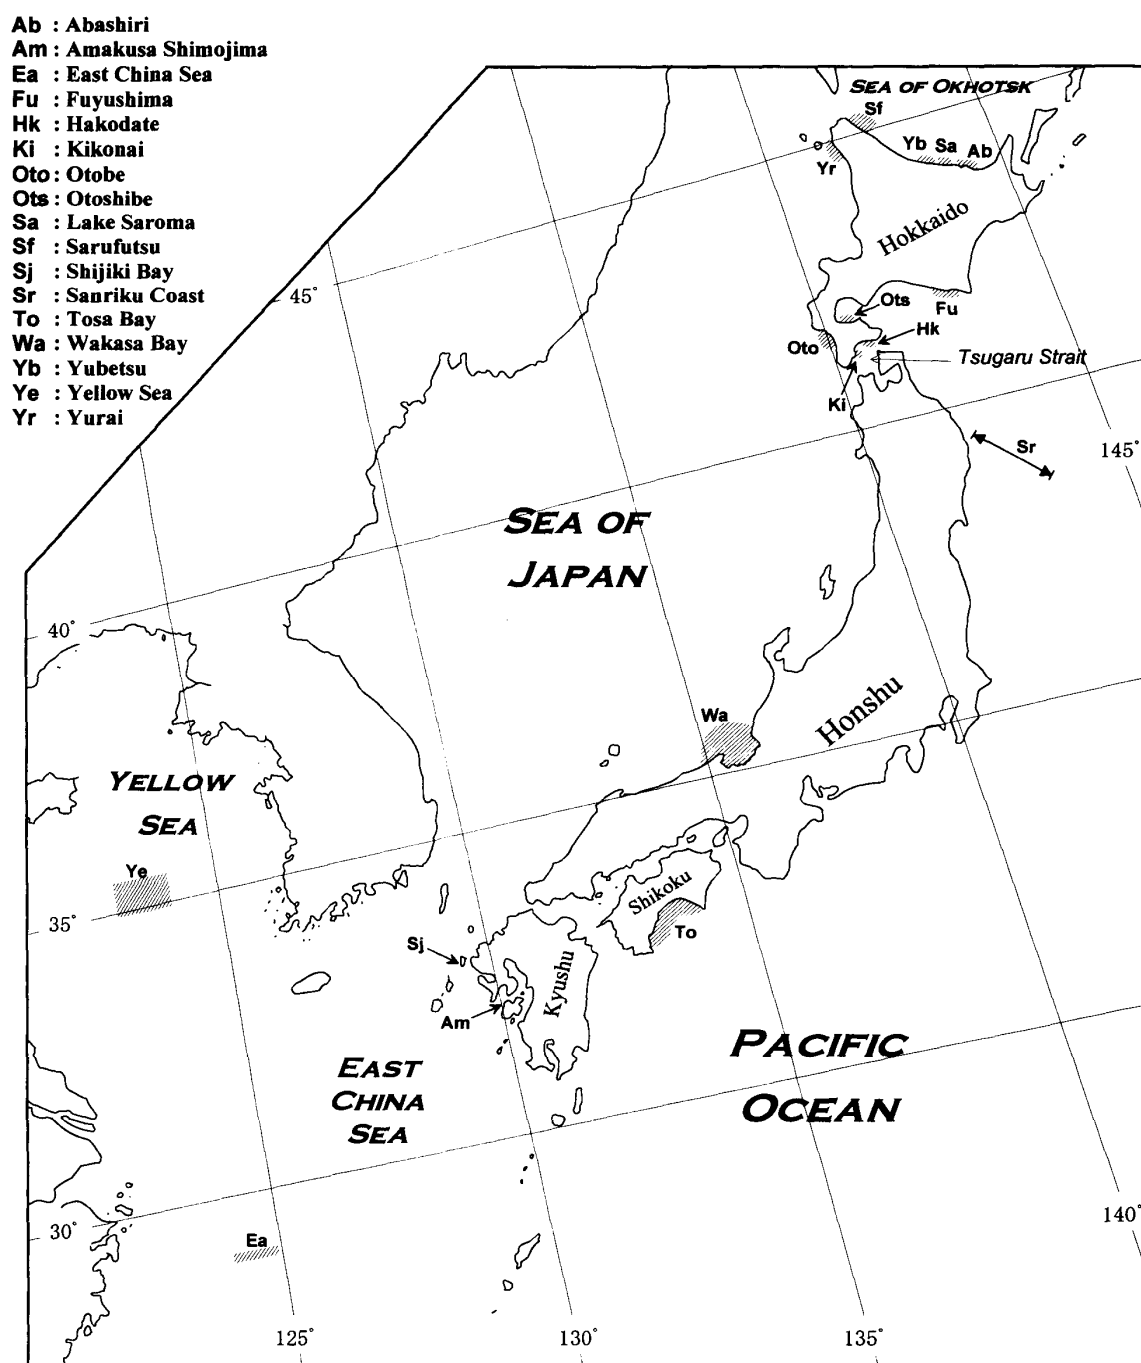 Ab : Abashiri
Am : Amakusa Shimojima
Ea : East China Sea
Fu : Fuyushima
Hk : Hakodate
Ki : Kikonai
Oto : Otobe
Ots : Otoshibe
Sa : Lake Saroma
Sf : Sarufutsu
Sj : Shijiki Bay
Sr : Sanriku Coast
To : Tosa Bay
Wa : Wakasa Bay
Yb : Yubetsu
Ye : Yellow Sea
Yr : Yurai
SEA OF OKHOTSK
Sf
Yb Sa Ab
Yr
Hokkaido
45°
Ots
Fu
Hk
Oto
Tsugaru Strait
Ki
Sr
145°
SEA OF
JAPAN
40°
Honshu
Wa
YELLOW
SEA
Ye
Shikoku
35°
To
Sj
Kyushu
Am
PACIFIC
OCEAN
EAST
CHINA
SEA
140°
30°
Ea
125°
130°
135°